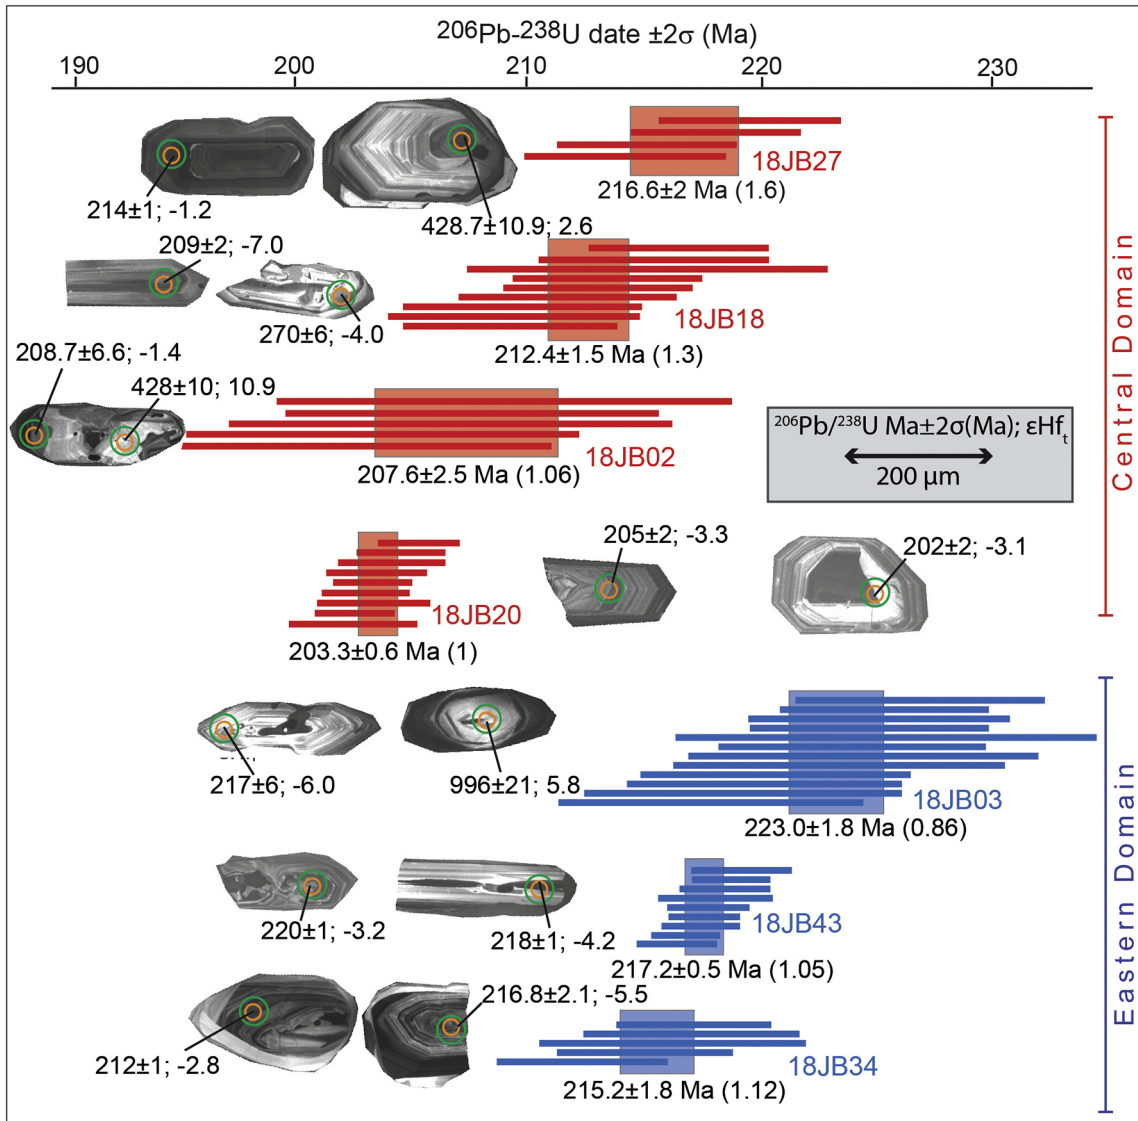 ²⁰⁶Pb-²³⁸U date ±2σ (Ma)
190 200 210 220 230
18JB27
216.6±2 Ma (1.6)
214±1; -1.2
428.7±10.9; 2.6
209±2; -7.0
18JB18
270±6; -4.0
212.4±1.5 Ma (1.3)
208.7±6.6; -1.4
428±10; 10.9
18JB02
207.6±2.5 Ma (1.06)
²⁰⁶Pb/²³⁸U Ma±2σ(Ma); εHfₜ
200 µm
Central Domain
205±2; -3.3
202±2; -3.1
18JB20
203.3±0.6 Ma (1)
217±6; -6.0
996±21; 5.8
18JB03
223.0±1.8 Ma (0.86)
220±1; -3.2
218±1; -4.2
18JB43
217.2±0.5 Ma (1.05)
216.8±2.1; -5.5
212±1; -2.8
18JB34
215.2±1.8 Ma (1.12)
Eastern Domain